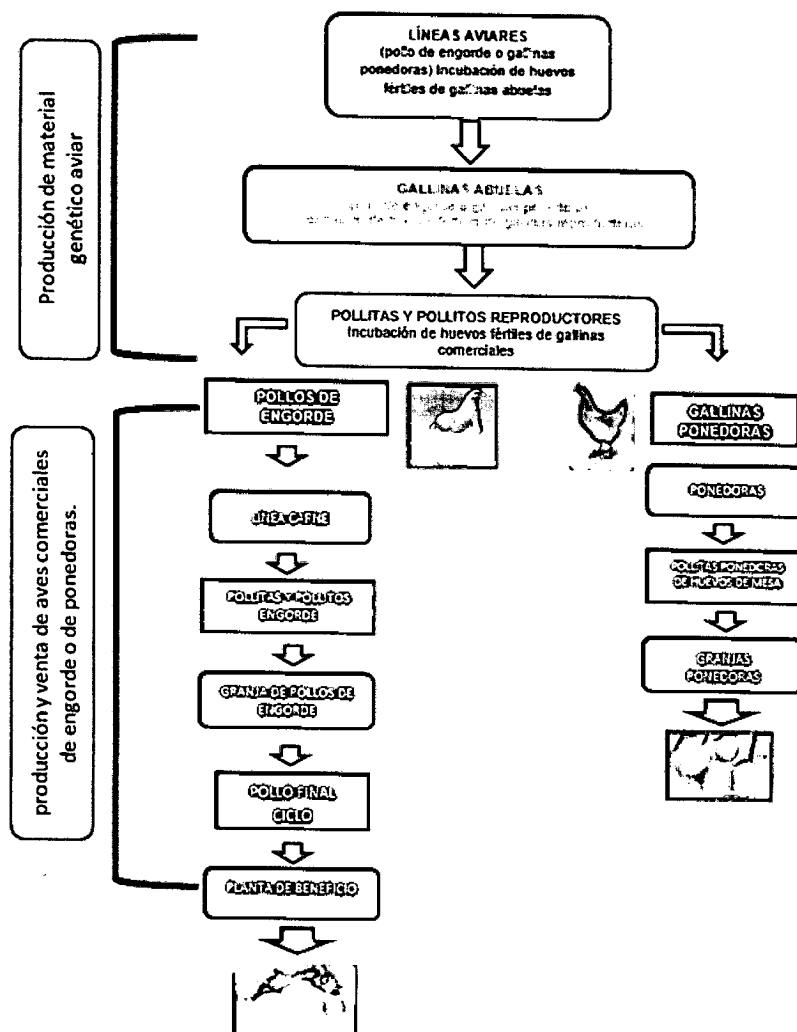 LÍNEAS AVIARES
(pollo de engorde o gallinas
ponedoras) Incubación de huevos
fértiles de gallinas abuelas
Producción de material
genético aviar
GALLINAS ABUELAS
POLLITAS Y POLLITOS REPRODUCTORES
Incubación de huevos fértiles de gallinas
comerciales
POLLOS DE
ENGORDE
GALLINAS
PONEDORAS
producción y venta de aves comerciales
de engorde o de ponedoras.
LÍNEA CARNE
POLLITAS Y POLLITOS
ENGORDE
GRANJA DE POLLOS DE
ENGORDE
POLLO FINAL
CICLO
PLANTA DE BENEFICIO
PONEDORAS
POLLITAS PONEDORAS
DE HUEVOS DE MESA
GRANJAS
PONEDORAS